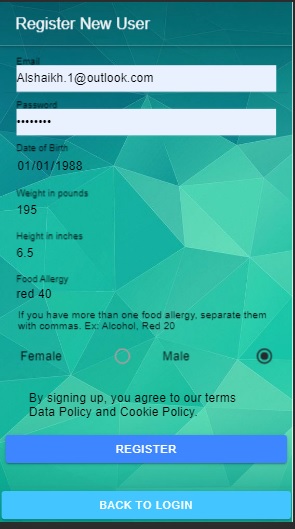 Register New User
Email
Alshaikh.1@outlook.com
Password
••••••••
Date of Birth
01/01/1988
Weight in pounds
195
Height in inches
6.5
Food Allergy
red 40
If you have more than one food allergy, separate them
with commas. Ex: Alcohol, Red 20
Female Male
By signing up, you agree to our terms
Data Policy and Cookie Policy.
REGISTER
BACK TO LOGIN